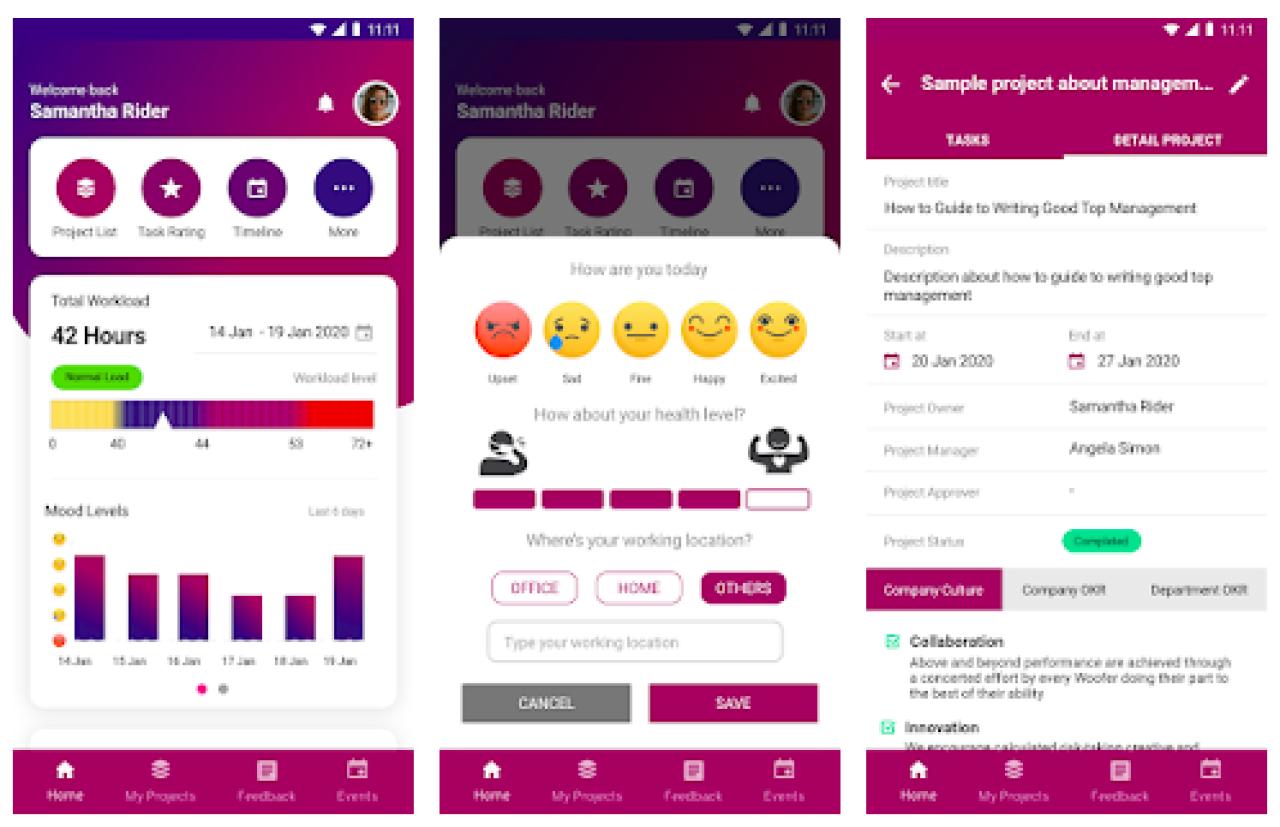 11:11
Welcome back
Samantha Rider
Project List Task Rating Timeline More
Total Workload
42 Hours
14 Jan - 19 Jan 2020
Normal Load
Workload level
0 40 44 53 72+
Mood Levels
Last 6 days
14 Jan 15 Jan 16 Jan 17 Jan 18 Jan 19 Jan
Home My Projects Feedback Events
11:11
Welcome back
Samantha Rider
Project List Task Rating Timeline More
How are you today
Upset Sad Fine Happy Excited
How about your health level?
Where's your working location?
OFFICE HOME OTHERS
Type your working location
CANCEL SAVE
Home My Projects Feedback Events
11:11
Sample project about managem...
TASKS DETAIL PROJECT
Project title
How to Guide to Writing Good Top Management
Description
Description about how to guide to writing good top
management
Start at End at
20 Jan 2020 27 Jan 2020
Project Owner Samantha Rider
Project Manager Angela Simon
Project Approver -
Project Status Completed
Company Culture Company OKR Department OKR
Collaboration
Above and beyond performance are achieved through
a concerted effort by every Woofer doing their part to
the best of their ability
Innovation
We encourage calculated risk-taking creative and
Home My Projects Feedback Events